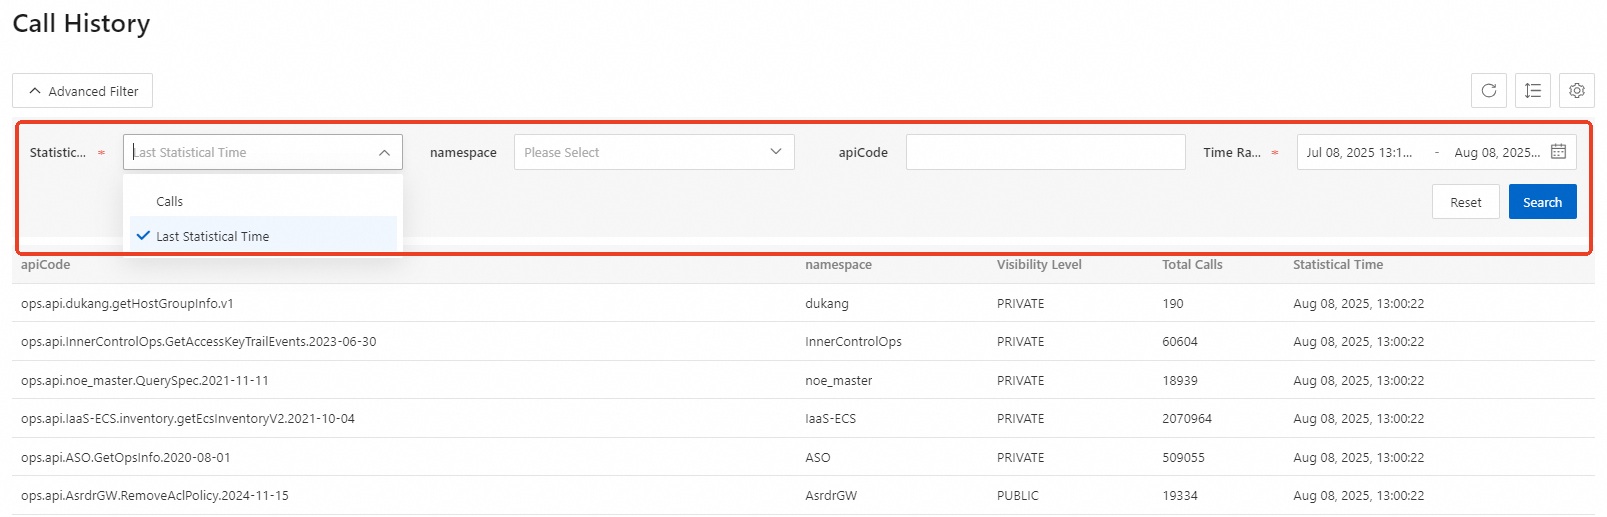 Call History
Advanced Filter
Statistic... * Last Statistical Time namespace Please Select apiCode Time Ra... * Jul 08, 2025 13:1... - Aug 08, 2025...
Reset Search
Calls
Last Statistical Time
apiCode namespace Visibility Level Total Calls Statistical Time
ops.api.dukang.getHostGroupInfo.v1 dukang PRIVATE 190 Aug 08, 2025, 13:00:22
ops.api.InnerControlOps.GetAccessKeyTrailEvents.2023-06-30 InnerControlOps PRIVATE 60604 Aug 08, 2025, 13:00:22
ops.api.noe_master.QuerySpec.2021-11-11 noe_master PRIVATE 18939 Aug 08, 2025, 13:00:22
ops.api.IaaS-ECS.inventory.getEcsInventoryV2.2021-10-04 IaaS-ECS PRIVATE 2070964 Aug 08, 2025, 13:00:22
ops.api.ASO.GetOpsInfo.2020-08-01 ASO PRIVATE 509055 Aug 08, 2025, 13:00:22
ops.api.AsrdrGW.RemoveAclPolicy.2024-11-15 AsrdrGW PUBLIC 19334 Aug 08, 2025, 13:00:22